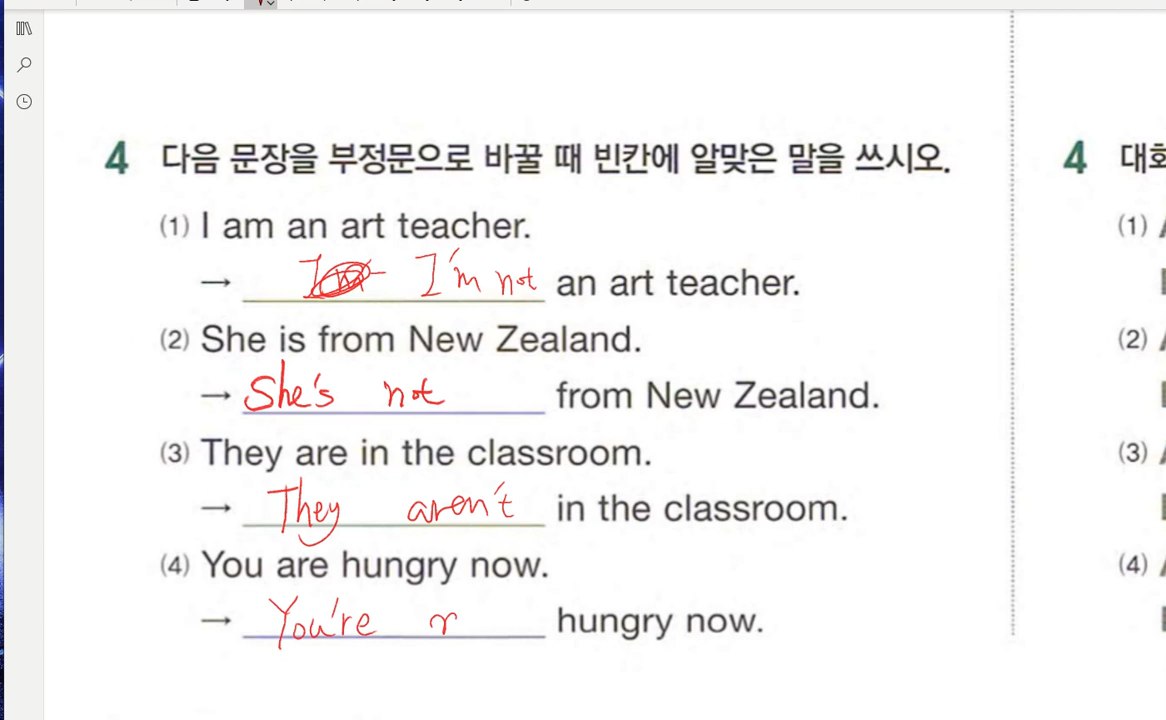 4 다음 문장을 부정문으로 바꿀 때 빈칸에 알맞은 말을 쓰시오.
(1) I am an art teacher.
→ I'm not an art teacher.
(2) She is from New Zealand.
→ She's not from New Zealand.
(3) They are in the classroom.
→ They aren't in the classroom.
(4) You are hungry now.
→ You're r hungry now.
4 대화
(1)
(2)
(3)
(4)